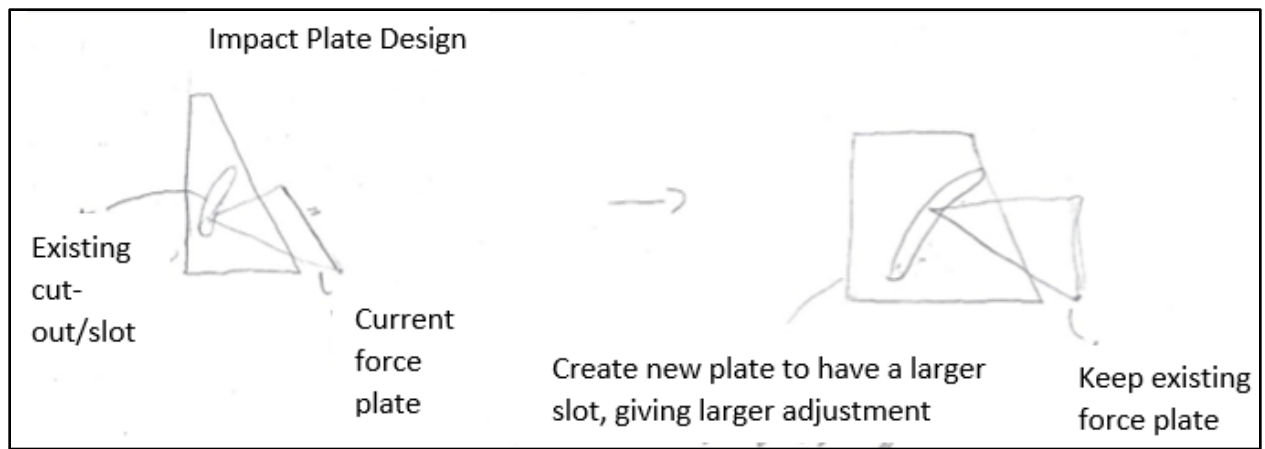 Impact Plate Design
Existing
cut-
out/slot
Current
force
plate
Create new plate to have a larger
slot, giving larger adjustment
Keep existing
force plate